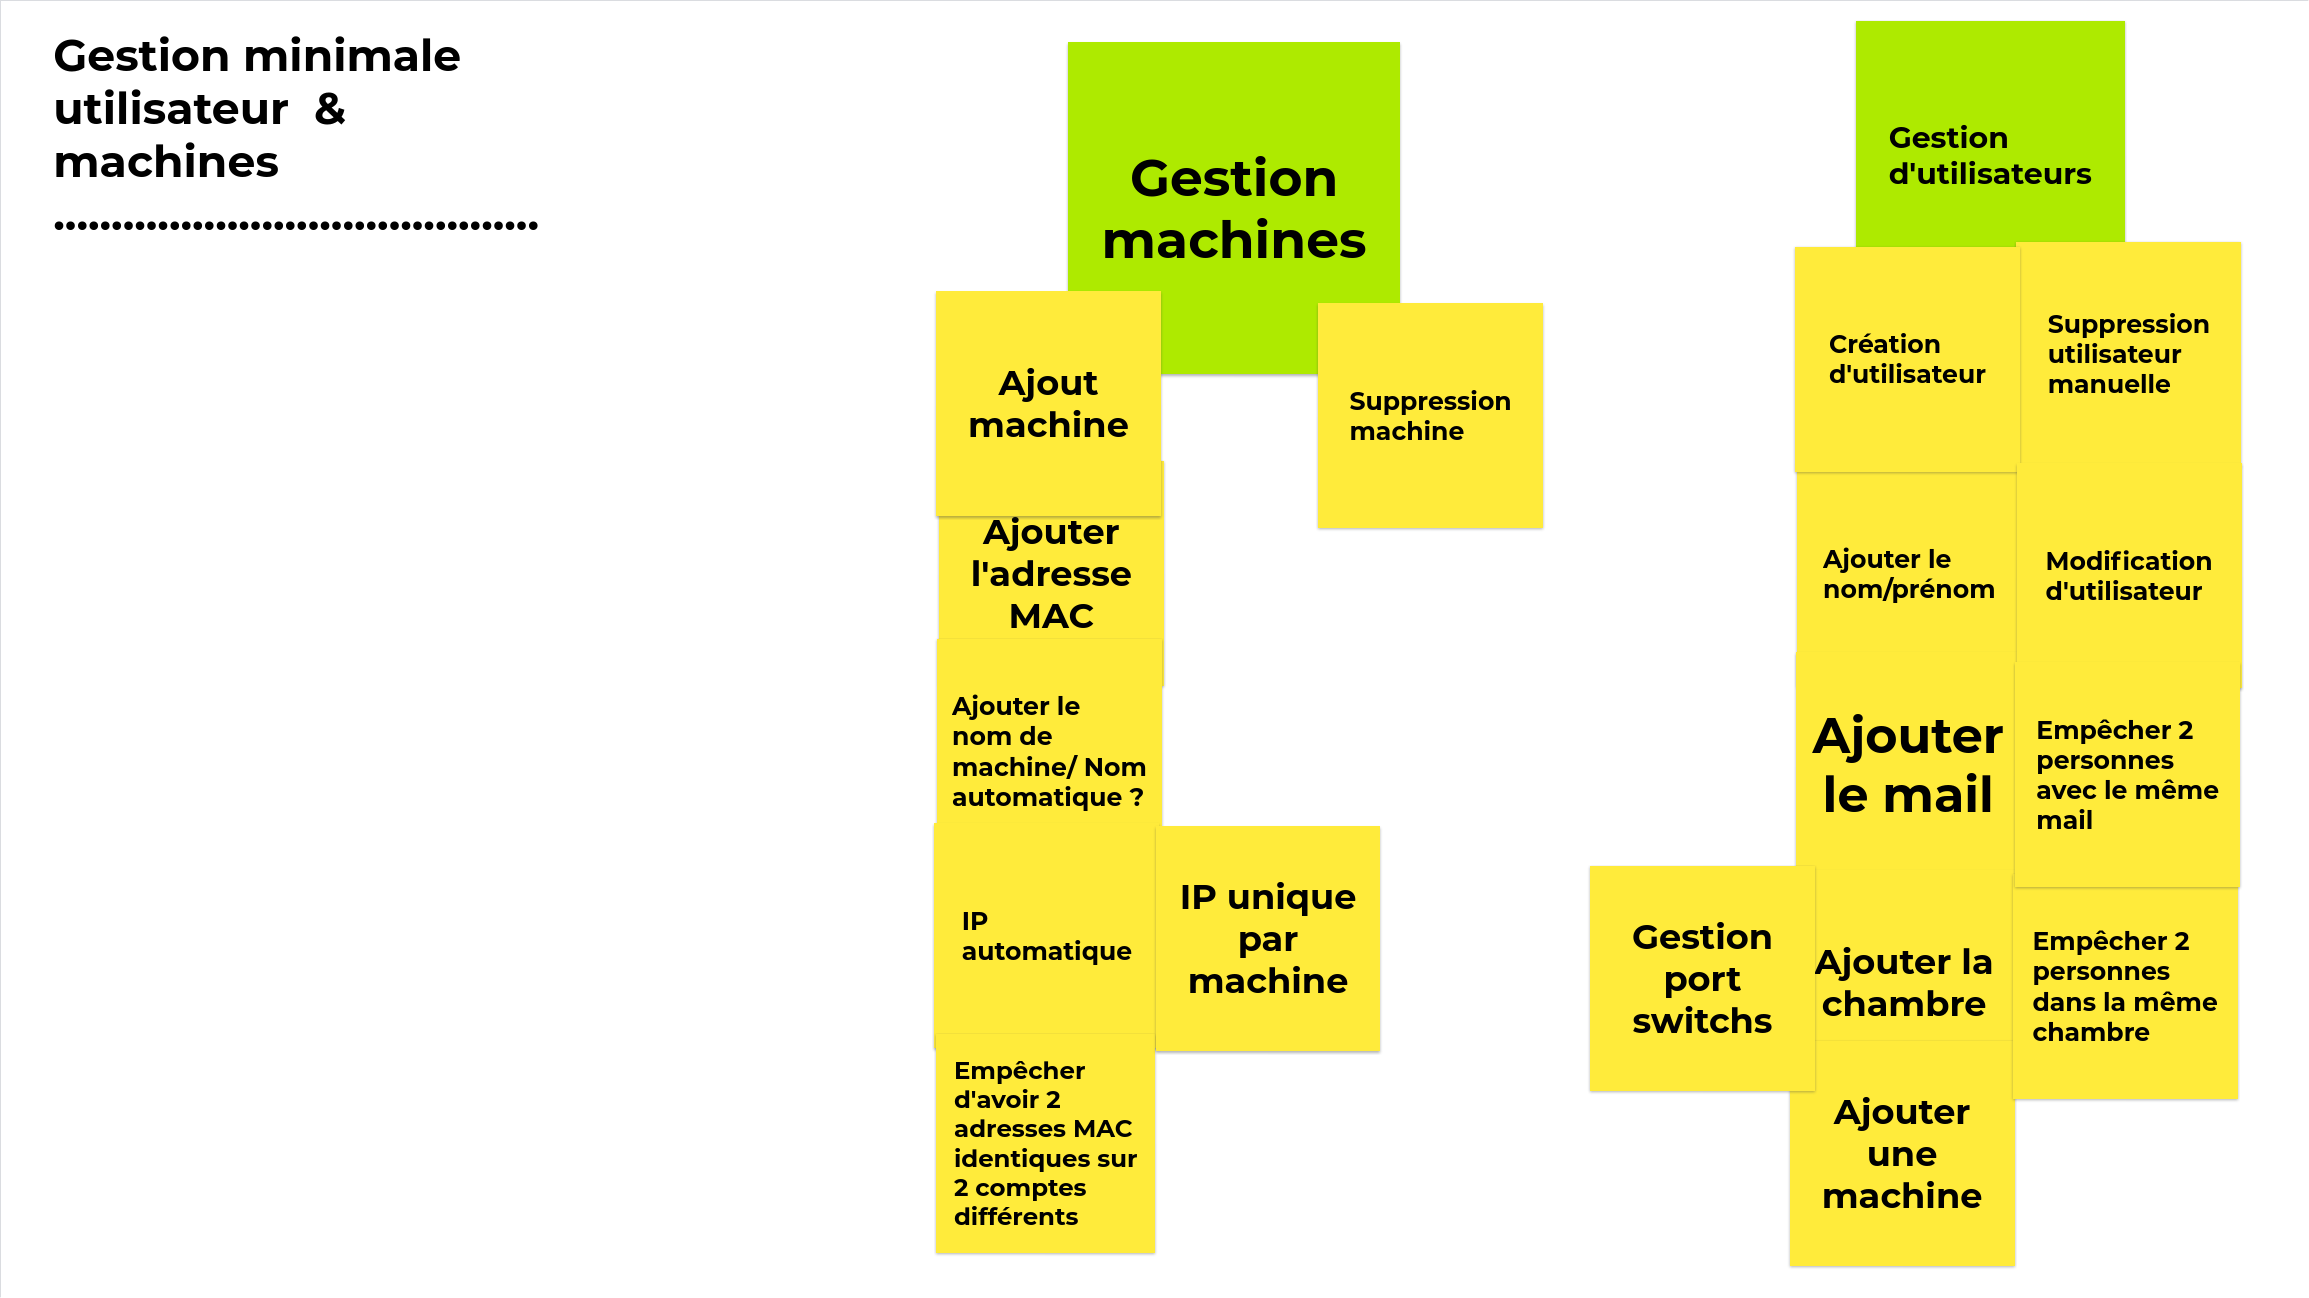 Gestion minimale
utilisateur &
machines
Gestion
machines
Ajout
machine
Suppression
machine
Ajouter
l'adresse
MAC
Ajouter le
nom de
machine/ Nom
automatique ?
IP
automatique
IP unique
par
machine
Empêcher
d'avoir 2
adresses MAC
identiques sur
2 comptes
différents
Gestion
d'utilisateurs
Création
d'utilisateur
Suppression
utilisateur
manuelle
Ajouter le
nom/prénom
Modification
d'utilisateur
Ajouter
le mail
Empêcher 2
personnes
avec le même
mail
Gestion
port
switchs
Ajouter la
chambre
Empêcher 2
personnes
dans la même
chambre
Ajouter
une
machine